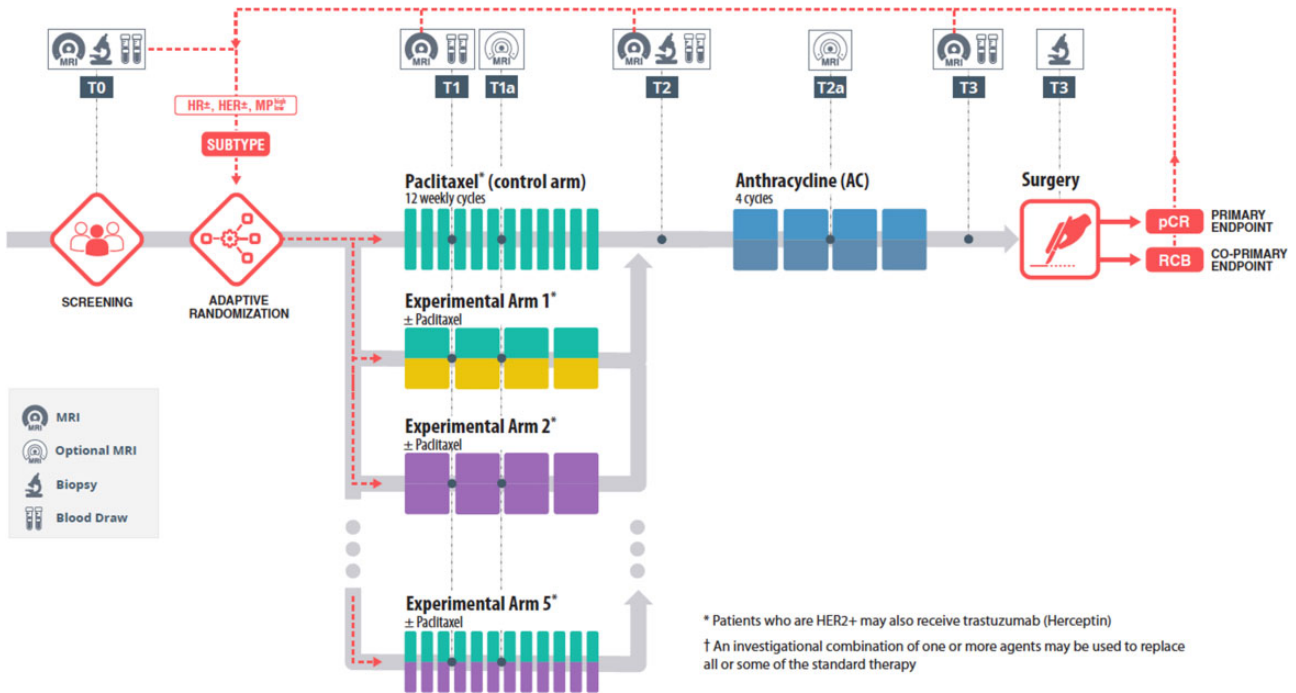 MRI
T0
MRI
T1
MRI
T1a
MRI
T2
MRI
T2a
MRI
T3
T3
HR±, HER±, MP high low
SUBTYPE
SCREENING
ADAPTIVE
RANDOMIZATION
Paclitaxel* (control arm)
12 weekly cycles
Experimental Arm 1*
± Paclitaxel
Experimental Arm 2*
± Paclitaxel
Experimental Arm 5*
± Paclitaxel
Anthracycline (AC)
4 cycles
Surgery
pCR
PRIMARY
ENDPOINT
RCB
CO-PRIMARY
ENDPOINT
MRI
MRI
MRI
Optional MRI
Biopsy
Blood Draw
* Patients who are HER2+ may also receive trastuzumab (Herceptin)
† An investigational combination of one or more agents may be used to replace
all or some of the standard therapy